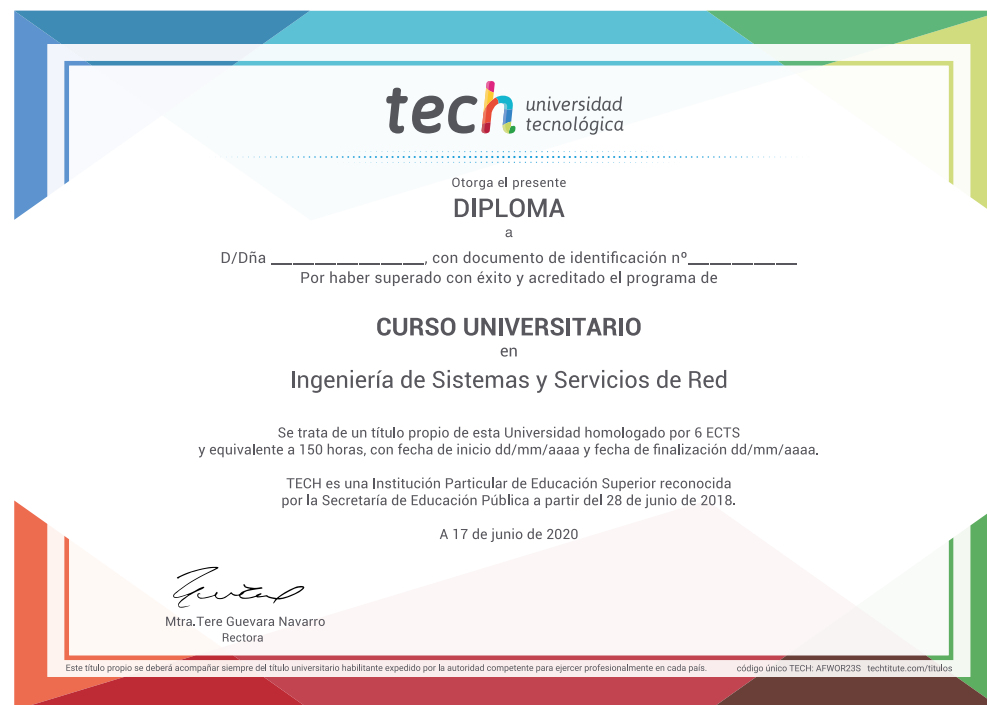 tech universidad
tecnológica
Otorga el presente
DIPLOMA
a
D/Dña _________________, con documento de identificación nº____________
Por haber superado con éxito y acreditado el programa de
CURSO UNIVERSITARIO
en
Ingeniería de Sistemas y Servicios de Red
Se trata de un título propio de esta Universidad homologado por 6 ECTS
y equivalente a 150 horas, con fecha de inicio dd/mm/aaaa y fecha de finalización dd/mm/aaaa.
TECH es una Institución Particular de Educación Superior reconocida
por la Secretaría de Educación Pública a partir del 28 de junio de 2018.
A 17 de junio de 2020
Mtra.Tere Guevara Navarro
Rectora
Este título propio se deberá acompañar siempre del título universitario habilitante expedido por la autoridad competente para ejercer profesionalmente en cada país. código único TECH: AFWOR23S techtitute.com/titulos